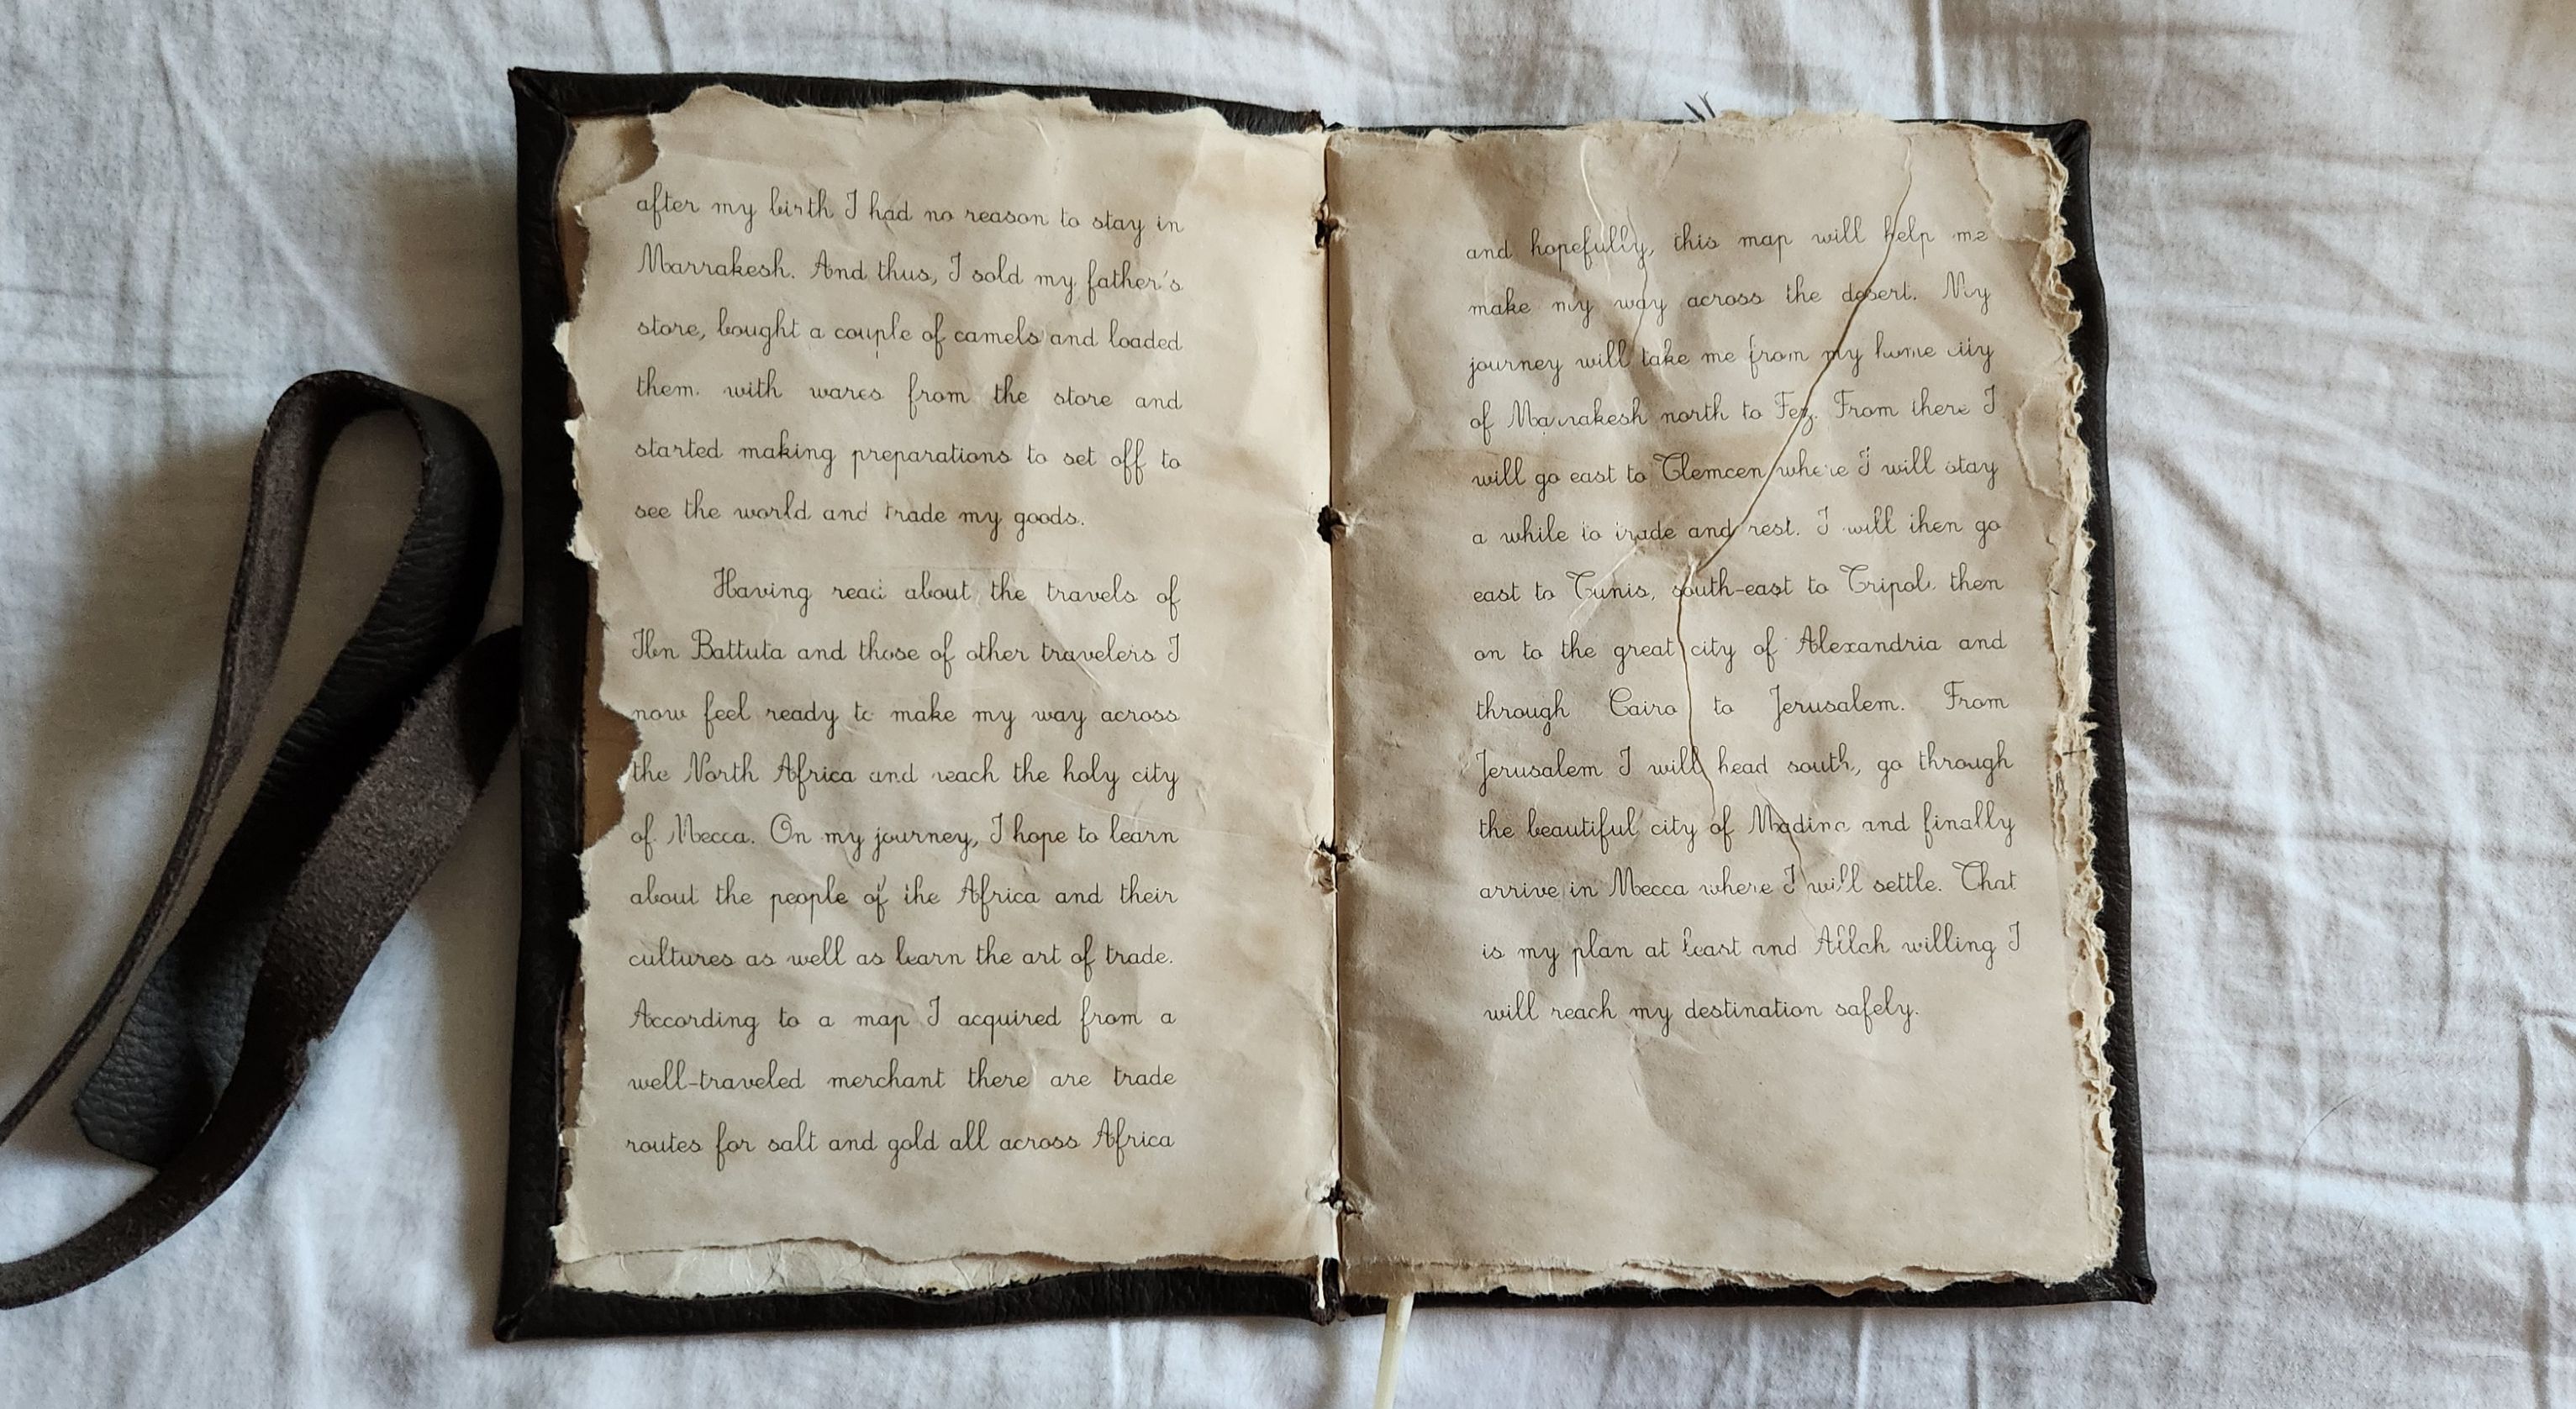 after my birth I had no reason to stay in
Marrakesh. And thus, I sold my father's
store, bought a couple of camels and loaded
them with wares from the store and
started making preparations to set off to
see the world and trade my goods.
Having read about the travels of
Ibn Battuta and those of other travelers I
now feel ready to make my way across
the North Africa and reach the holy city
of Mecca. On my journey, I hope to learn
about the people of the Africa and their
cultures as well as learn the art of trade.
According to a map I acquired from a
well-traveled merchant there are trade
routes for salt and gold all across Africa
and hopefully, this map will help me
make my way across the desert. My
journey will take me from my home city
of Marrakesh north to Fez. From there I
will go east to Tlemcen where I will stay
a while to trade and rest. I will then go
east to Tunis, south-east to Tripoli then
on to the great city of Alexandria and
through Cairo to Jerusalem. From
Jerusalem I will head south, go through
the beautiful city of Madina and finally
arrive in Mecca where I will settle. That
is my plan at least and Allah willing I
will reach my destination safely.